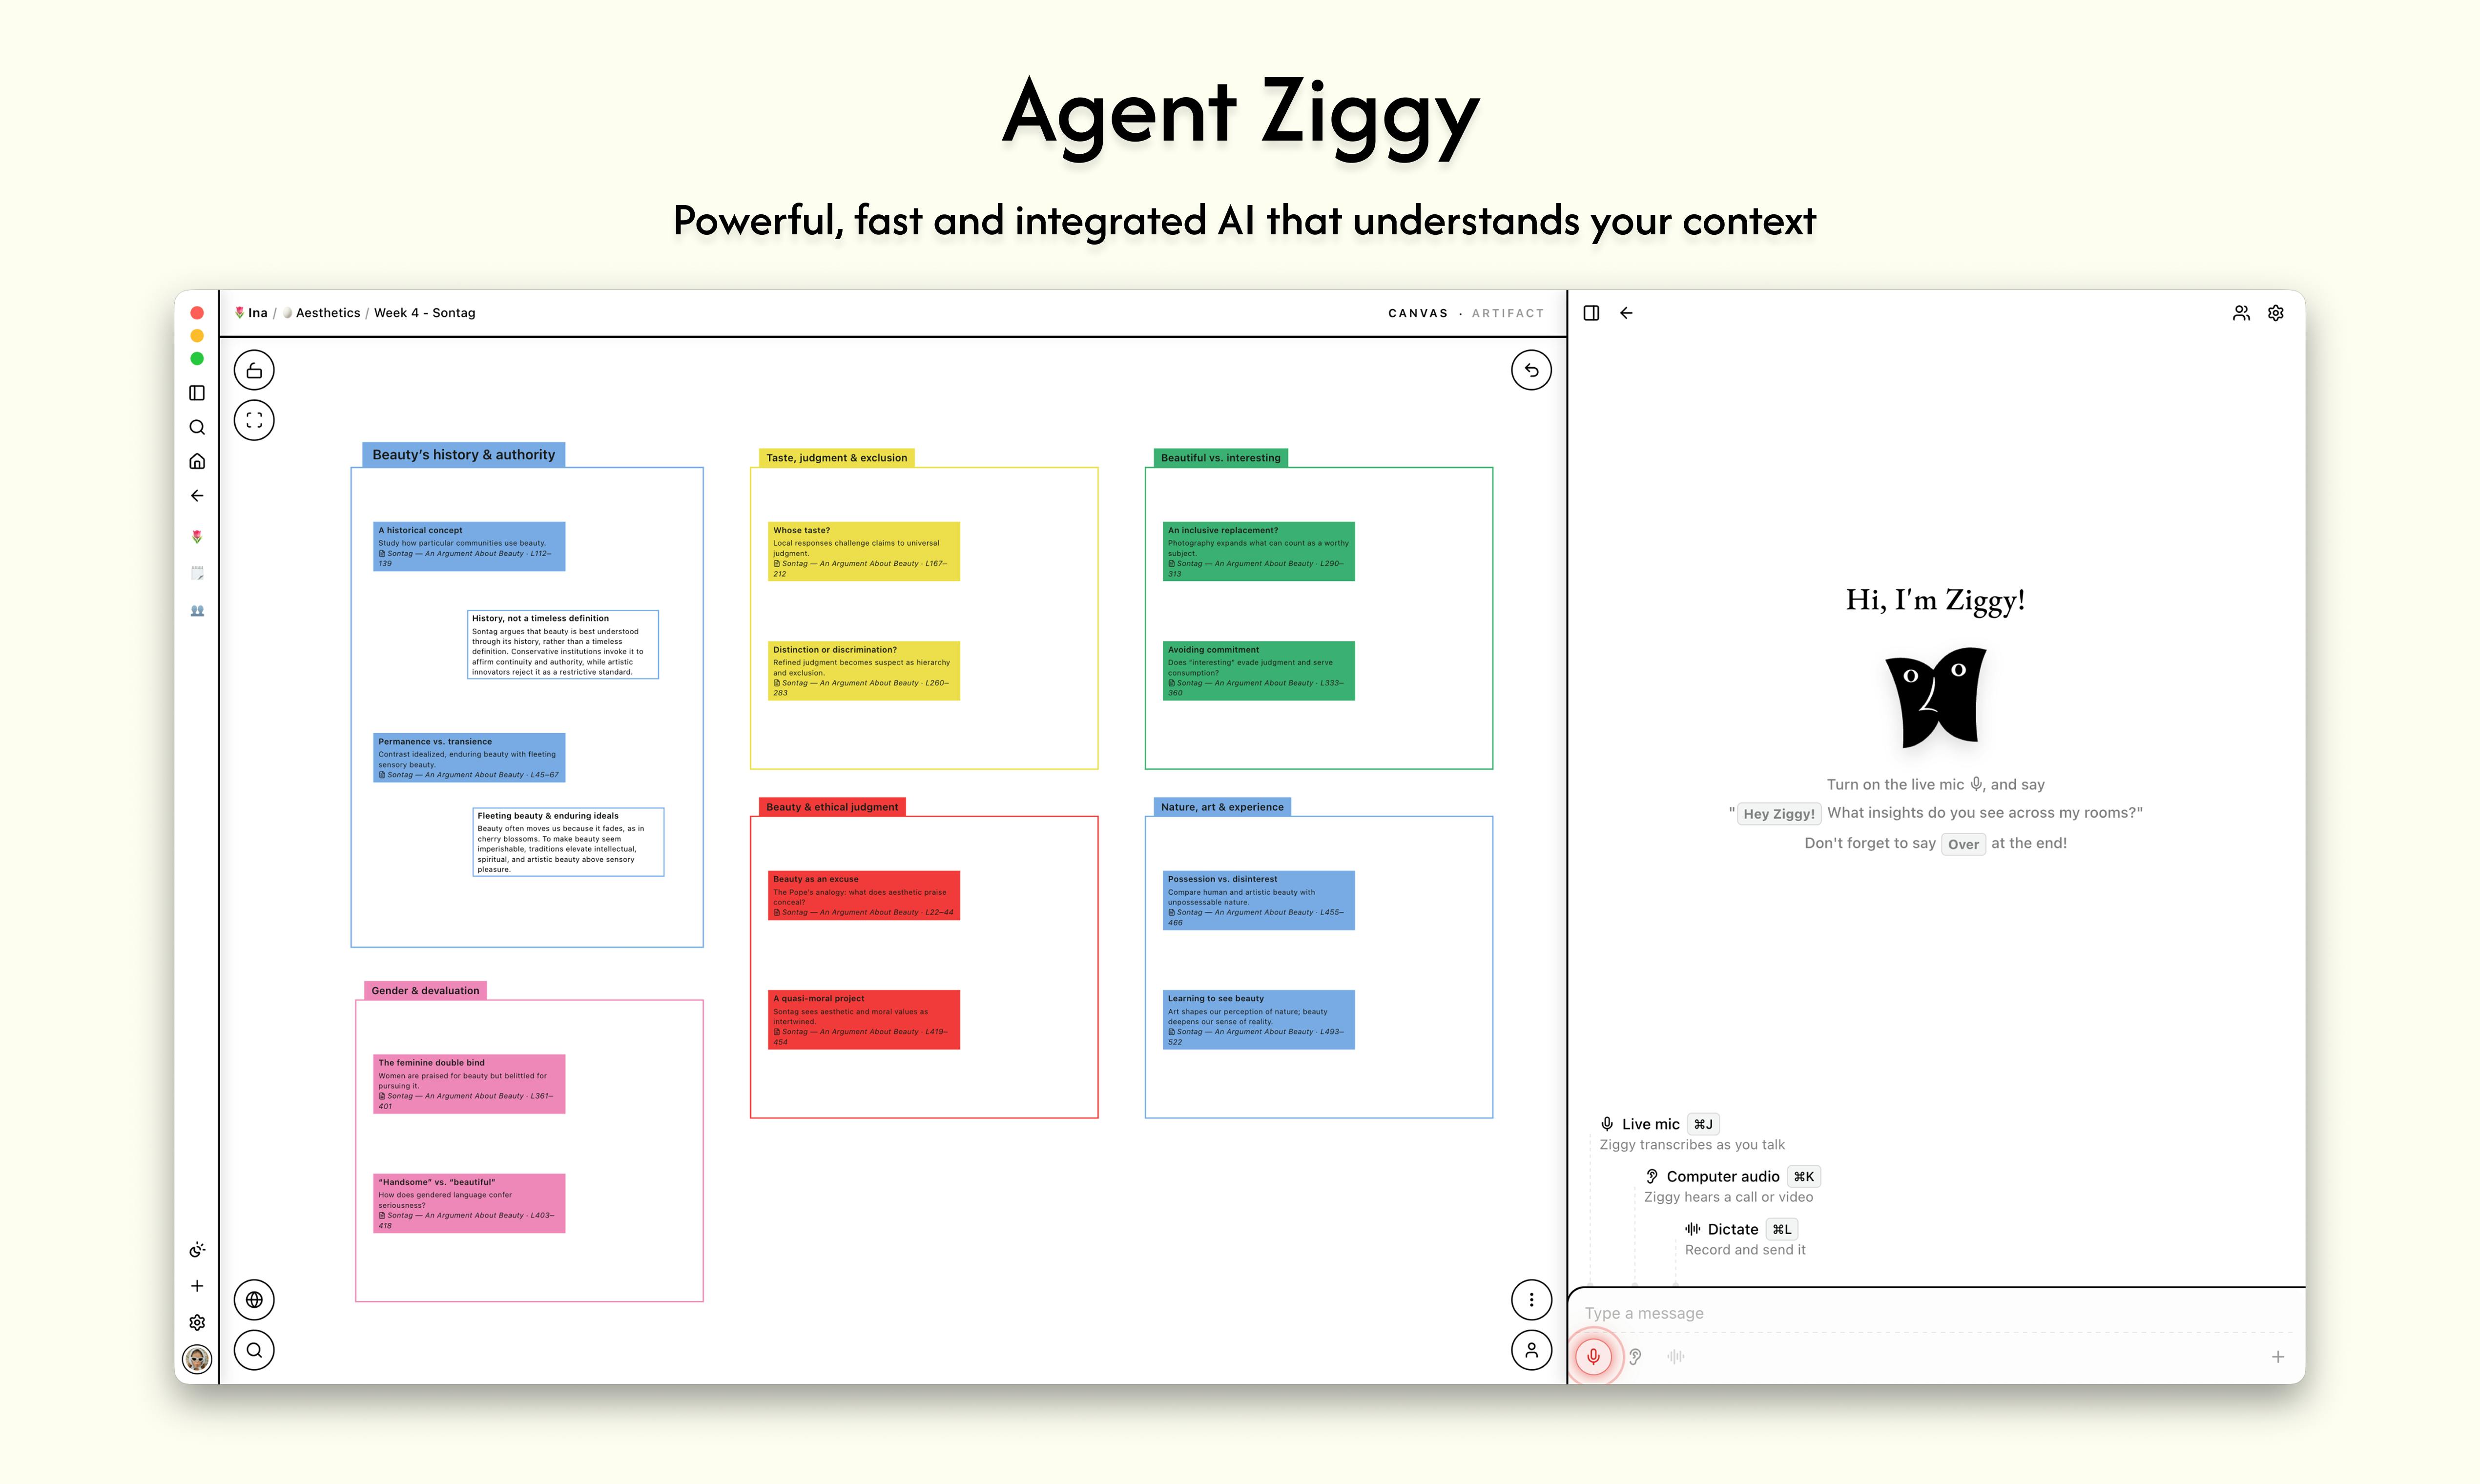 Agent Ziggy
Powerful, fast and integrated AI that understands your context
Ina / Aesthetics / Week 4 - Sontag
CANVAS · ARTIFACT
Beauty's history & authority
A historical concept
Study how particular communities use beauty.
Sontag — An Argument About Beauty · L112–
139
History, not a timeless definition
Sontag argues that beauty is best understood
through its history, rather than a timeless
definition. Conservative institutions invoke it to
affirm continuity and authority, while artistic
innovators reject it as a restrictive standard.
Permanence vs. transience
Contrast idealized, enduring beauty with fleeting
sensory beauty.
Sontag — An Argument About Beauty · L45–67
Fleeting beauty & enduring ideals
Beauty often moves us because it fades, as in
cherry blossoms. To make beauty seem
imperishable, traditions elevate intellectual,
spiritual, and artistic beauty above sensory
pleasure.
Gender & devaluation
The feminine double bind
Women are praised for beauty but belittled for
pursuing it.
Sontag — An Argument About Beauty · L361–
401
“Handsome” vs. “beautiful”
How does gendered language confer
seriousness?
Sontag — An Argument About Beauty · L403–
418
Taste, judgment & exclusion
Whose taste?
Local responses challenge claims to universal
judgment.
Sontag — An Argument About Beauty · L167–
212
Distinction or discrimination?
Refined judgment becomes suspect as hierarchy
and exclusion.
Sontag — An Argument About Beauty · L260–
283
Beauty & ethical judgment
Beauty as an excuse
The Pope's analogy: what does aesthetic praise
conceal?
Sontag — An Argument About Beauty · L22–44
A quasi-moral project
Sontag sees aesthetic and moral values as
intertwined.
Sontag — An Argument About Beauty · L419–
454
Beautiful vs. interesting
An inclusive replacement?
Photography expands what can count as a worthy
subject.
Sontag — An Argument About Beauty · L290–
313
Avoiding commitment
Does “interesting” evade judgment and serve
consumption?
Sontag — An Argument About Beauty · L333–
360
Nature, art & experience
Possession vs. disinterest
Compare human and artistic beauty with
unpossessable nature.
Sontag — An Argument About Beauty · L455–
466
Learning to see beauty
Art shapes our perception of nature; beauty
deepens our sense of reality.
Sontag — An Argument About Beauty · L493–
522
Hi, I'm Ziggy!
Turn on the live mic, and say
"Hey Ziggy! What insights do you see across my rooms?"
Don't forget to say Over at the end!
Live mic ⌘J
Ziggy transcribes as you talk
Computer audio ⌘K
Ziggy hears a call or video
Dictate ⌘L
Record and send it
Type a message